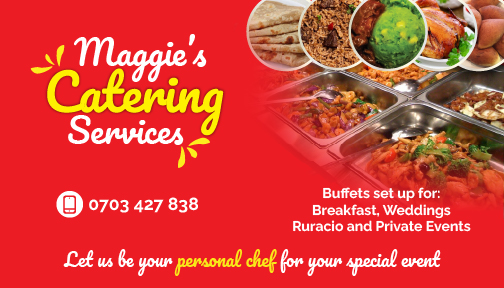 Maggie's
Catering
Services
0703 427 838
Buffets set up for:
Breakfast, Weddings
Ruracio and Private Events
Let us be your personal chef for your special event